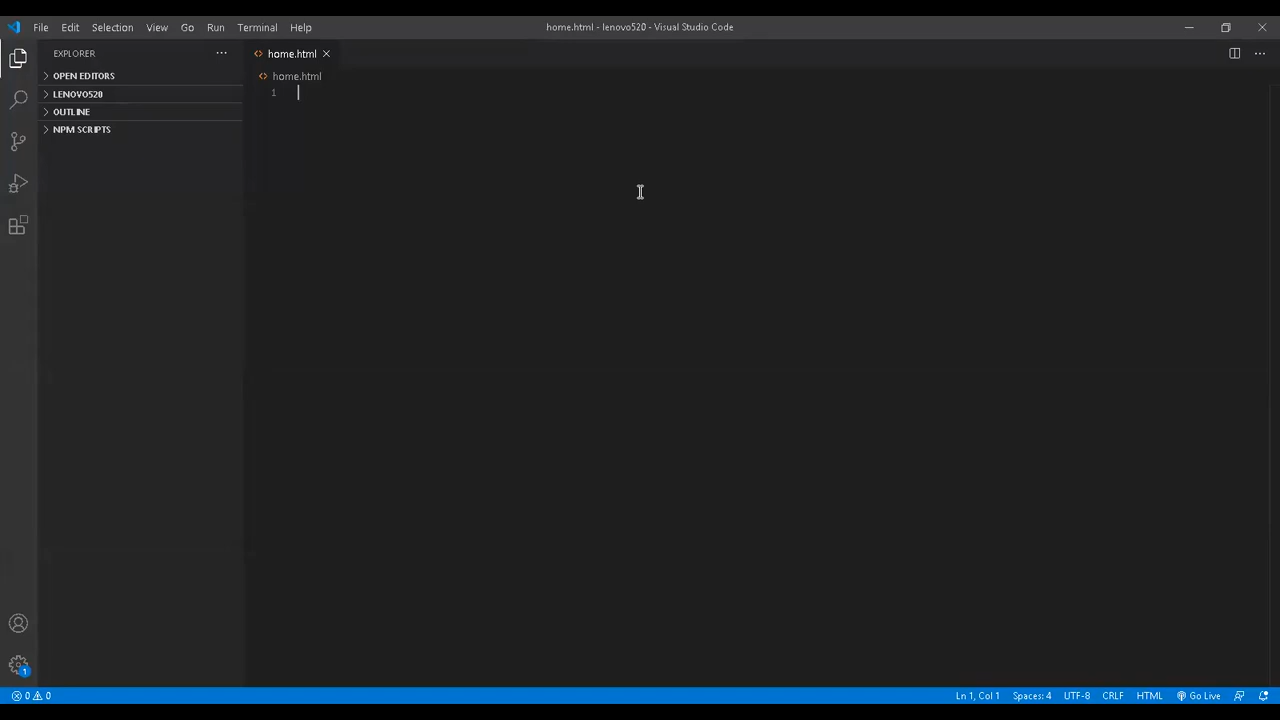 File Edit Selection View Go Run Terminal Help home.html - lenovo520 - Visual Studio Code
EXPLORER
home.html
OPEN EDITORS
home.html
LENOVO520
1
OUTLINE
NPM SCRIPTS
1
0 0 Ln 1, Col 1 Spaces: 4 UTF-8 CRLF HTML Go Live